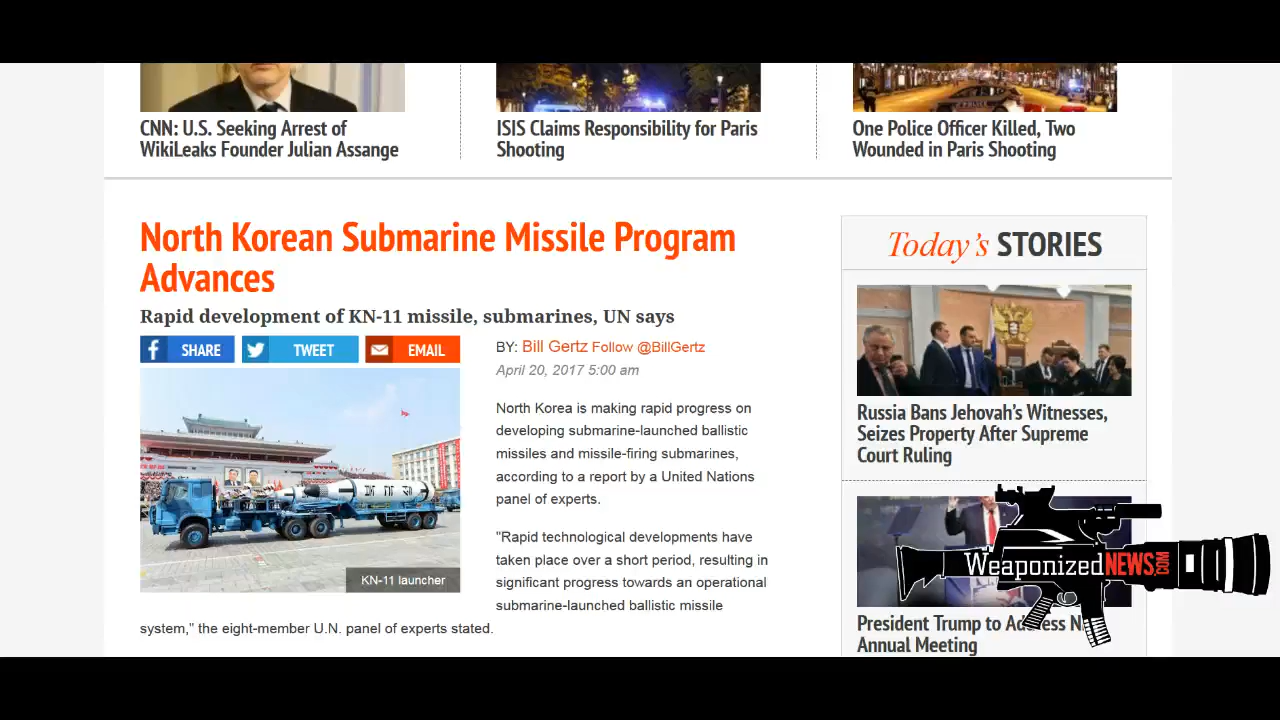 CNN: U.S. Seeking Arrest of
WikiLeaks Founder Julian Assange
ISIS Claims Responsibility for Paris
Shooting
One Police Officer Killed, Two
Wounded in Paris Shooting
North Korean Submarine Missile Program
Advances
Rapid development of KN-11 missile, submarines, UN says
SHARE
TWEET
EMAIL
BY: Bill Gertz Follow @BillGertz
April 20, 2017 5:00 am
KN-11 launcher
North Korea is making rapid progress on
developing submarine-launched ballistic
missiles and missile-firing submarines,
according to a report by a United Nations
panel of experts.
"Rapid technological developments have
taken place over a short period, resulting in
significant progress towards an operational
submarine-launched ballistic missile
system," the eight-member U.N. panel of experts stated.
Today's STORIES
Russia Bans Jehovah's Witnesses,
Seizes Property After Supreme
Court Ruling
WeaponizedNEWS.COM
President Trump to
Annual Meeting